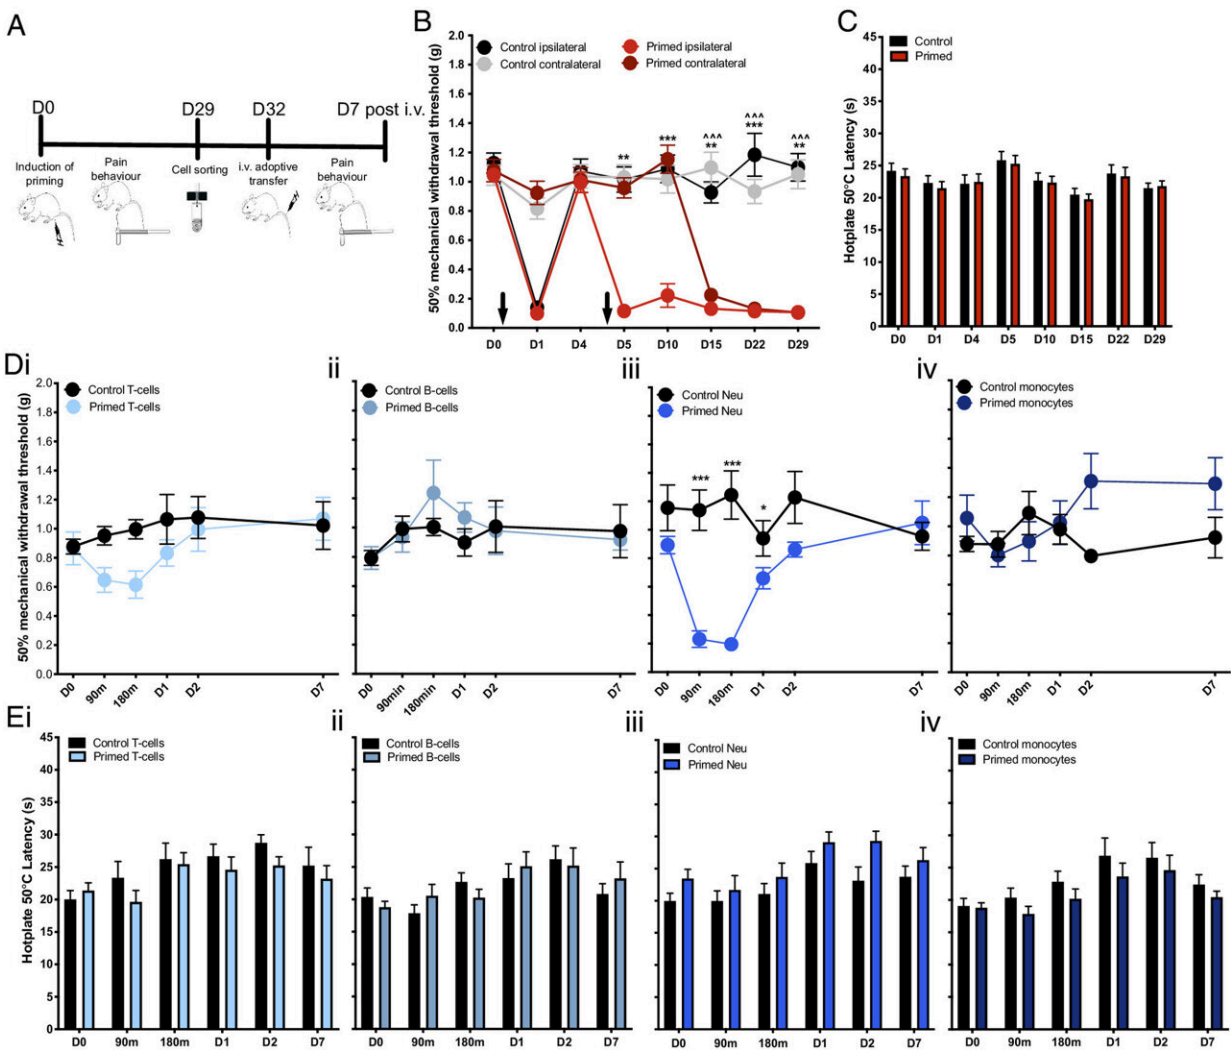 A
D0
D29
D32
D7 post i.v.
Induction of
priming
Pain
behaviour
Cell sorting
i.v. adoptive
transfer
Pain
behaviour
B
50% mechanical withdrawal threshold (g)
2.0
1.8
1.6
1.4
1.2
1.0
0.8
0.6
0.4
0.2
0.0
Control ipsilateral
Control contralateral
Primed ipsilateral
Primed contralateral
**
***
^^^
**
^^^
***
^^^
**
D0
D1
D4
D5
D10
D15
D22
D29
C
Hotplate 50°C Latency (s)
45
40
35
30
25
20
15
10
5
0
Control
Primed
D0
D1
D4
D5
D10
D15
D22
D29
Di
50% mechanical withdrawal threshold (g)
2.0
1.8
1.6
1.4
1.2
1.0
0.8
0.6
0.4
0.2
0.0
Control T-cells
Primed T-cells
D0
90m
180m
D1
D2
D7
ii
Control B-cells
Primed B-cells
D0
90min
180min
D1
D2
D7
iii
Control Neu
Primed Neu
***
***
*
D0
90m
180m
D1
D2
D7
iv
Control monocytes
Primed monocytes
D0
90m
180m
D1
D2
D7
Ei
Hotplate 50°C Latency (s)
45
40
35
30
25
20
15
10
5
0
Control T-cells
Primed T-cells
D0
90m
180m
D1
D2
D7
ii
Control B-cells
Primed B-cells
D0
90m
180m
D1
D2
D7
iii
Control Neu
Primed Neu
D0
90m
180m
D1
D2
D7
iv
Control monocytes
Primed monocytes
D0
90m
180m
D1
D2
D7